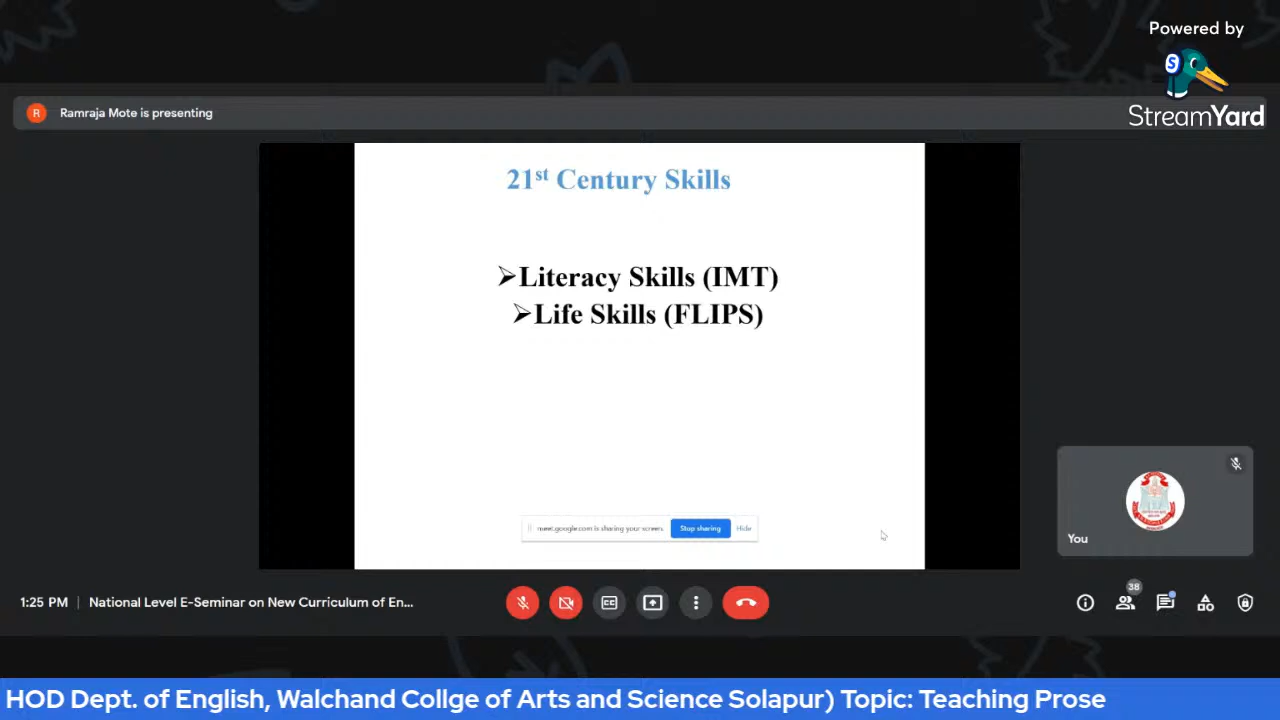 Powered by
StreamYard
R
Ramraja Mote is presenting
21st Century Skills
➢Literacy Skills (IMT)
➢Life Skills (FLIPS)
meet.google.com is sharing your screen.
Stop sharing
Hide
You
1:25 PM | National Level E-Seminar on New Curriculum of En...
38
HOD Dept. of English, Walchand Collge of Arts and Science Solapur) Topic: Teaching Prose